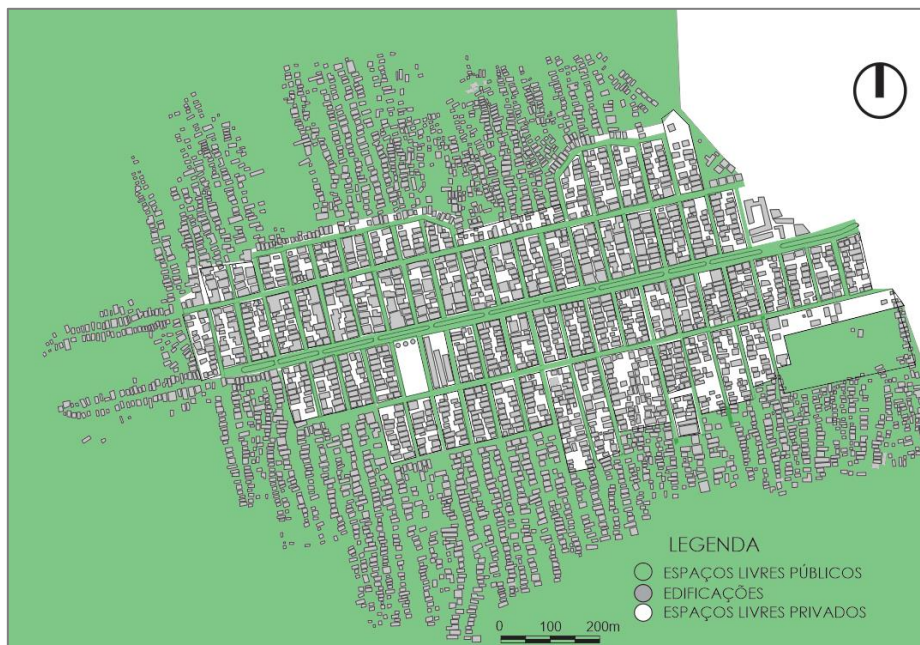 LEGENDA
ESPAÇOS LIVRES PÚBLICOS
EDIFICAÇÕES
ESPAÇOS LIVRES PRIVADOS
0 100 200m